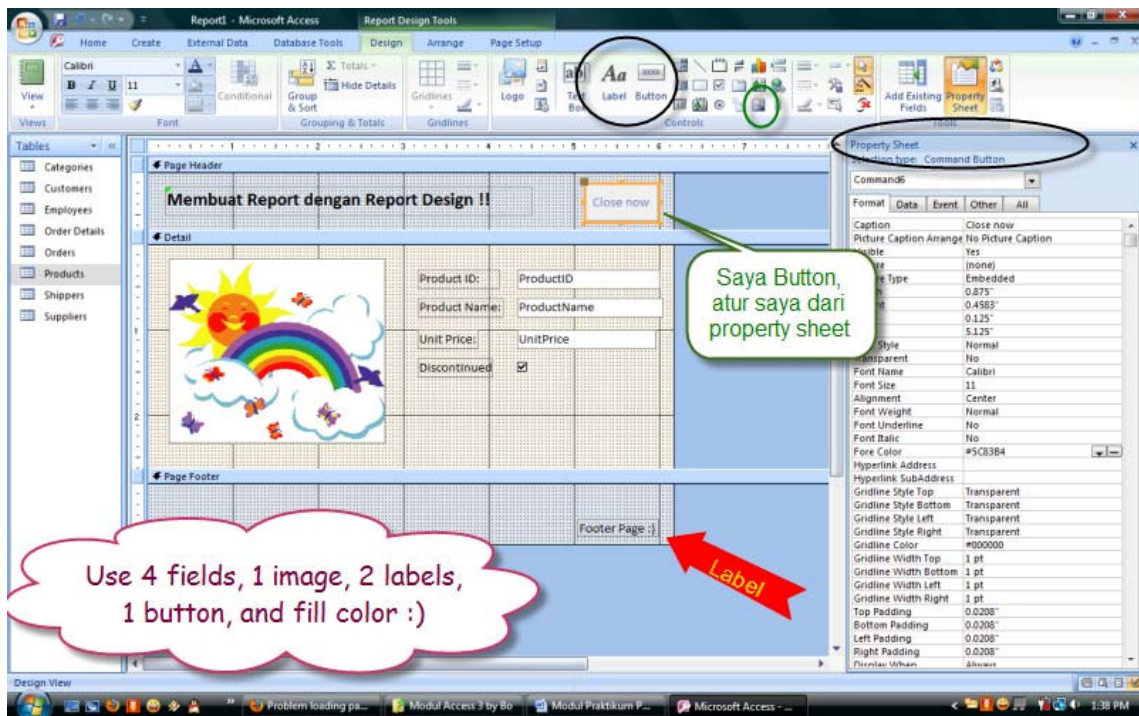 Report1 - Microsoft Access
Report Design Tools
Home Create External Data Database Tools Design Arrange Page Setup
View
Views
Calibri
11
B I U
Conditional
Font
Group & Sort
Σ Totals
Hide Details
Grouping & Totals
Gridlines
Gridlines
Logo
Label
Button
Controls
Add Existing Fields
Property Sheet
Tools
Tables
Categories
Customers
Employees
Order Details
Orders
Products
Shippers
Suppliers
Page Header
Membuat Report dengan Report Design !!
Close now
Detail
Product ID: ProductID
Product Name: ProductName
Unit Price: UnitPrice
Discontinued
Page Footer
Footer Page :)
Saya Button,
atur saya dari
property sheet
Label
Use 4 fields, 1 image, 2 labels,
1 button, and fill color :)
Property Sheet
Selection type: Command Button
Command6
Format Data Event Other All
Caption Close now
Picture Caption Arrange No Picture Caption
Yes
(none)
Type Embedded
0.875"
0.4583"
0.125"
5.125"
Style Normal
No
Font Name Calibri
Font Size 11
Alignment Center
Font Weight Normal
Font Underline No
Font Italic No
Fore Color #5C83B4
Hyperlink Address
Hyperlink SubAddress
Gridline Style Top Transparent
Gridline Style Bottom Transparent
Gridline Style Left Transparent
Gridline Style Right Transparent
Gridline Color #000000
Gridline Width Top 1 pt
Gridline Width Bottom 1 pt
Gridline Width Left 1 pt
Gridline Width Right 1 pt
Top Padding 0.0208"
Bottom Padding 0.0208"
Left Padding 0.0208"
Right Padding 0.0208"
Display When Always
Design View
Problem loading pa...
Modul Access 3 by Bo
Modul Praktikum P...
Microsoft Access - ...
1:38 PM